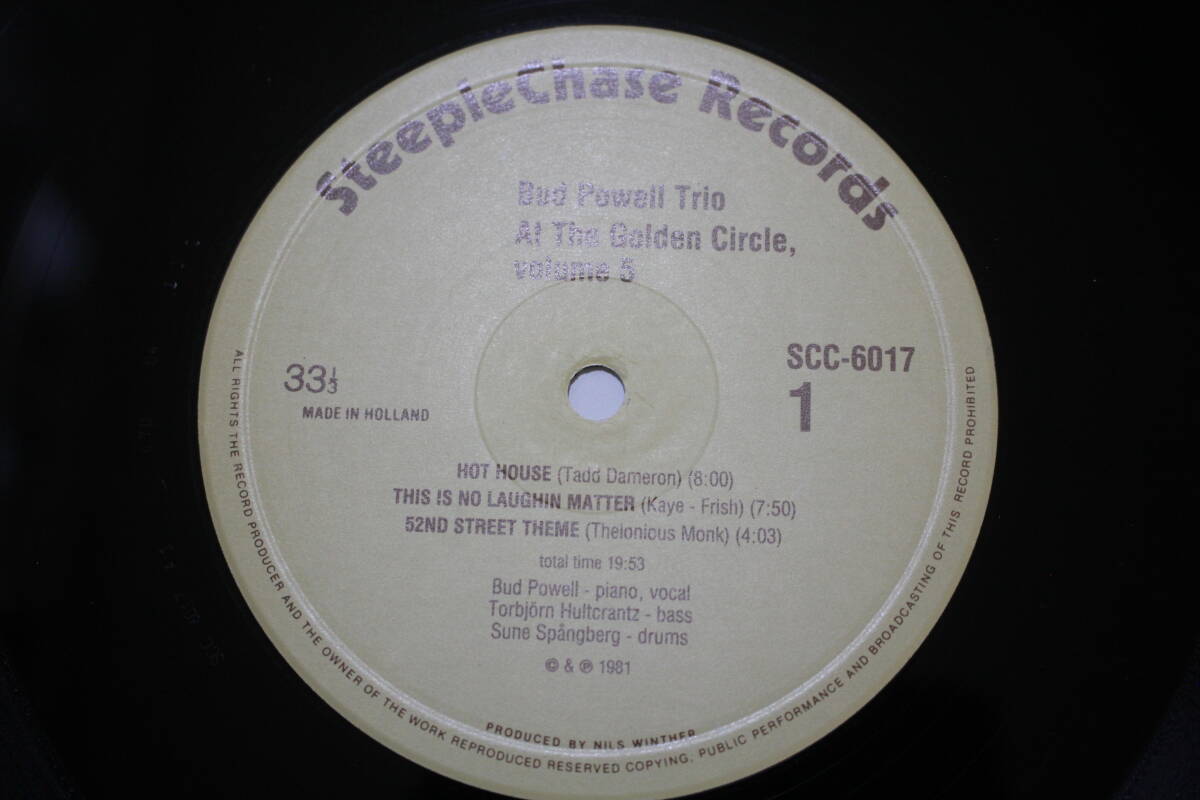 SteepleChase Records
Bud Powell Trio
At The Golden Circle,
volume 5
33 1/3
MADE IN HOLLAND
SCC-6017
1
HOT HOUSE (Tadd Dameron) (8:00)
THIS IS NO LAUGHIN MATTER (Kaye - Frish) (7:50)
52ND STREET THEME (Thelonious Monk) (4:03)
total time 19:53
Bud Powell - piano, vocal
Torbjörn Hultcrantz - bass
Sune Spångberg - drums
© & ℗ 1981
PRODUCED BY NILS WINTHER
ALL RIGHTS THE RECORD PRODUCER AND THE OWNER OF THE WORK REPRODUCED RESERVED COPYING, PUBLIC PERFORMANCE AND BROADCASTING OF THIS RECORD PROHIBITED